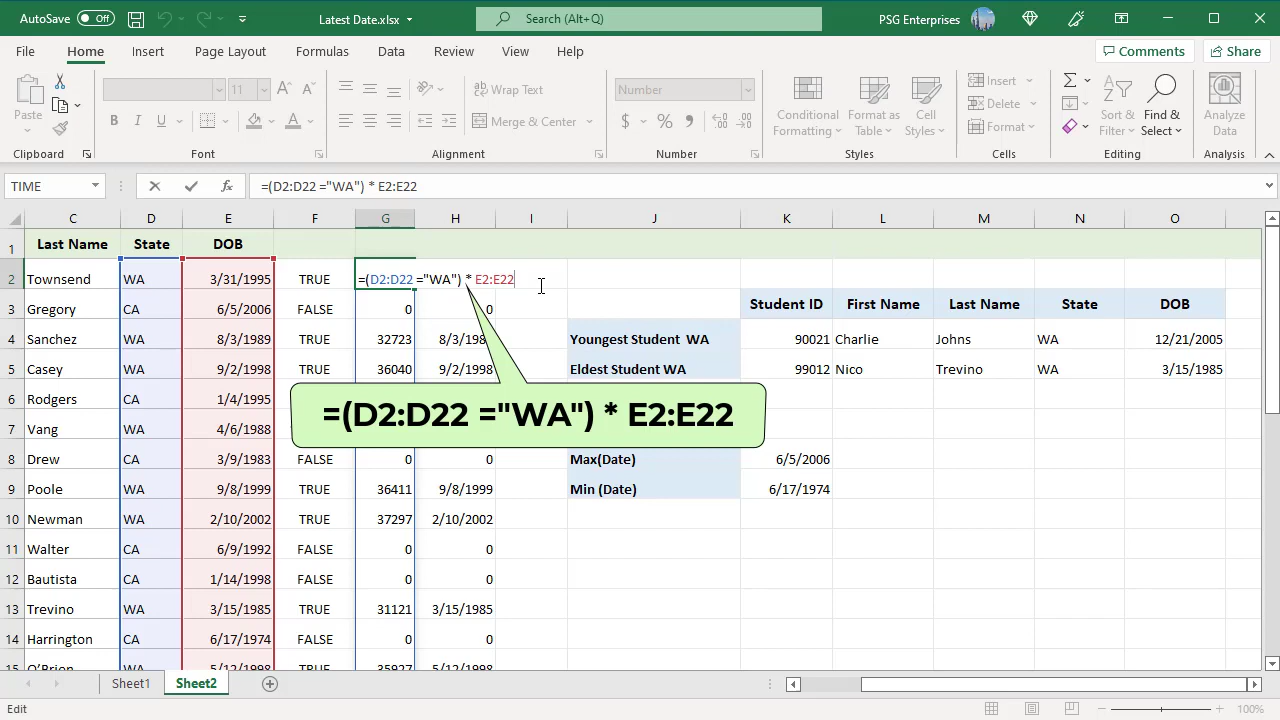 AutoSave Off Latest Date.xlsx Search (Alt+Q) PSG Enterprises
File Home Insert Page Layout Formulas Data Review View Help Comments Share
Paste
Clipboard
11
B I U A
Font
Wrap Text
Merge & Center
Alignment
Number
$ %
Number
Conditional Formatting
Format as Table
Cell Styles
Styles
Insert
Delete
Format
Cells
Sort & Filter
Find & Select
Editing
Analyze Data
Analysis
TIME fx =(D2:D22 ="WA") * E2:E22
C D E F G H I J K L M N O
1 Last Name State DOB
2 Townsend WA 3/31/1995 TRUE =(D2:D22 ="WA") * E2:E22
3 Gregory CA 6/5/2006 FALSE 0 0 Student ID First Name Last Name State DOB
4 Sanchez WA 8/3/1989 TRUE 32723 Youngest Student WA 90021 Charlie Johns WA 12/21/2005
5 Casey WA 9/2/1998 TRUE 36040 9/2/1998 Eldest Student WA 99012 Nico Trevino WA 3/15/1985
6 Rodgers CA 1/4/1995
=(D2:D22 ="WA") * E2:E22
7 Vang WA 4/6/1988
8 Drew CA 3/9/1983 FALSE 0 0 Max(Date) 6/5/2006
9 Poole WA 9/8/1999 TRUE 36411 9/8/1999 Min (Date) 6/17/1974
10 Newman WA 2/10/2002 TRUE 37297 2/10/2002
11 Walter CA 6/9/1992 FALSE 0 0
12 Bautista CA 1/14/1998 FALSE 0 0
13 Trevino WA 3/15/1985 TRUE 31121 3/15/1985
14 Harrington CA 6/17/1974 FALSE 0 0
15 O'Brien WA 5/12/1998 TRUE 35927 5/12/1998
Sheet1 Sheet2
Edit 100%